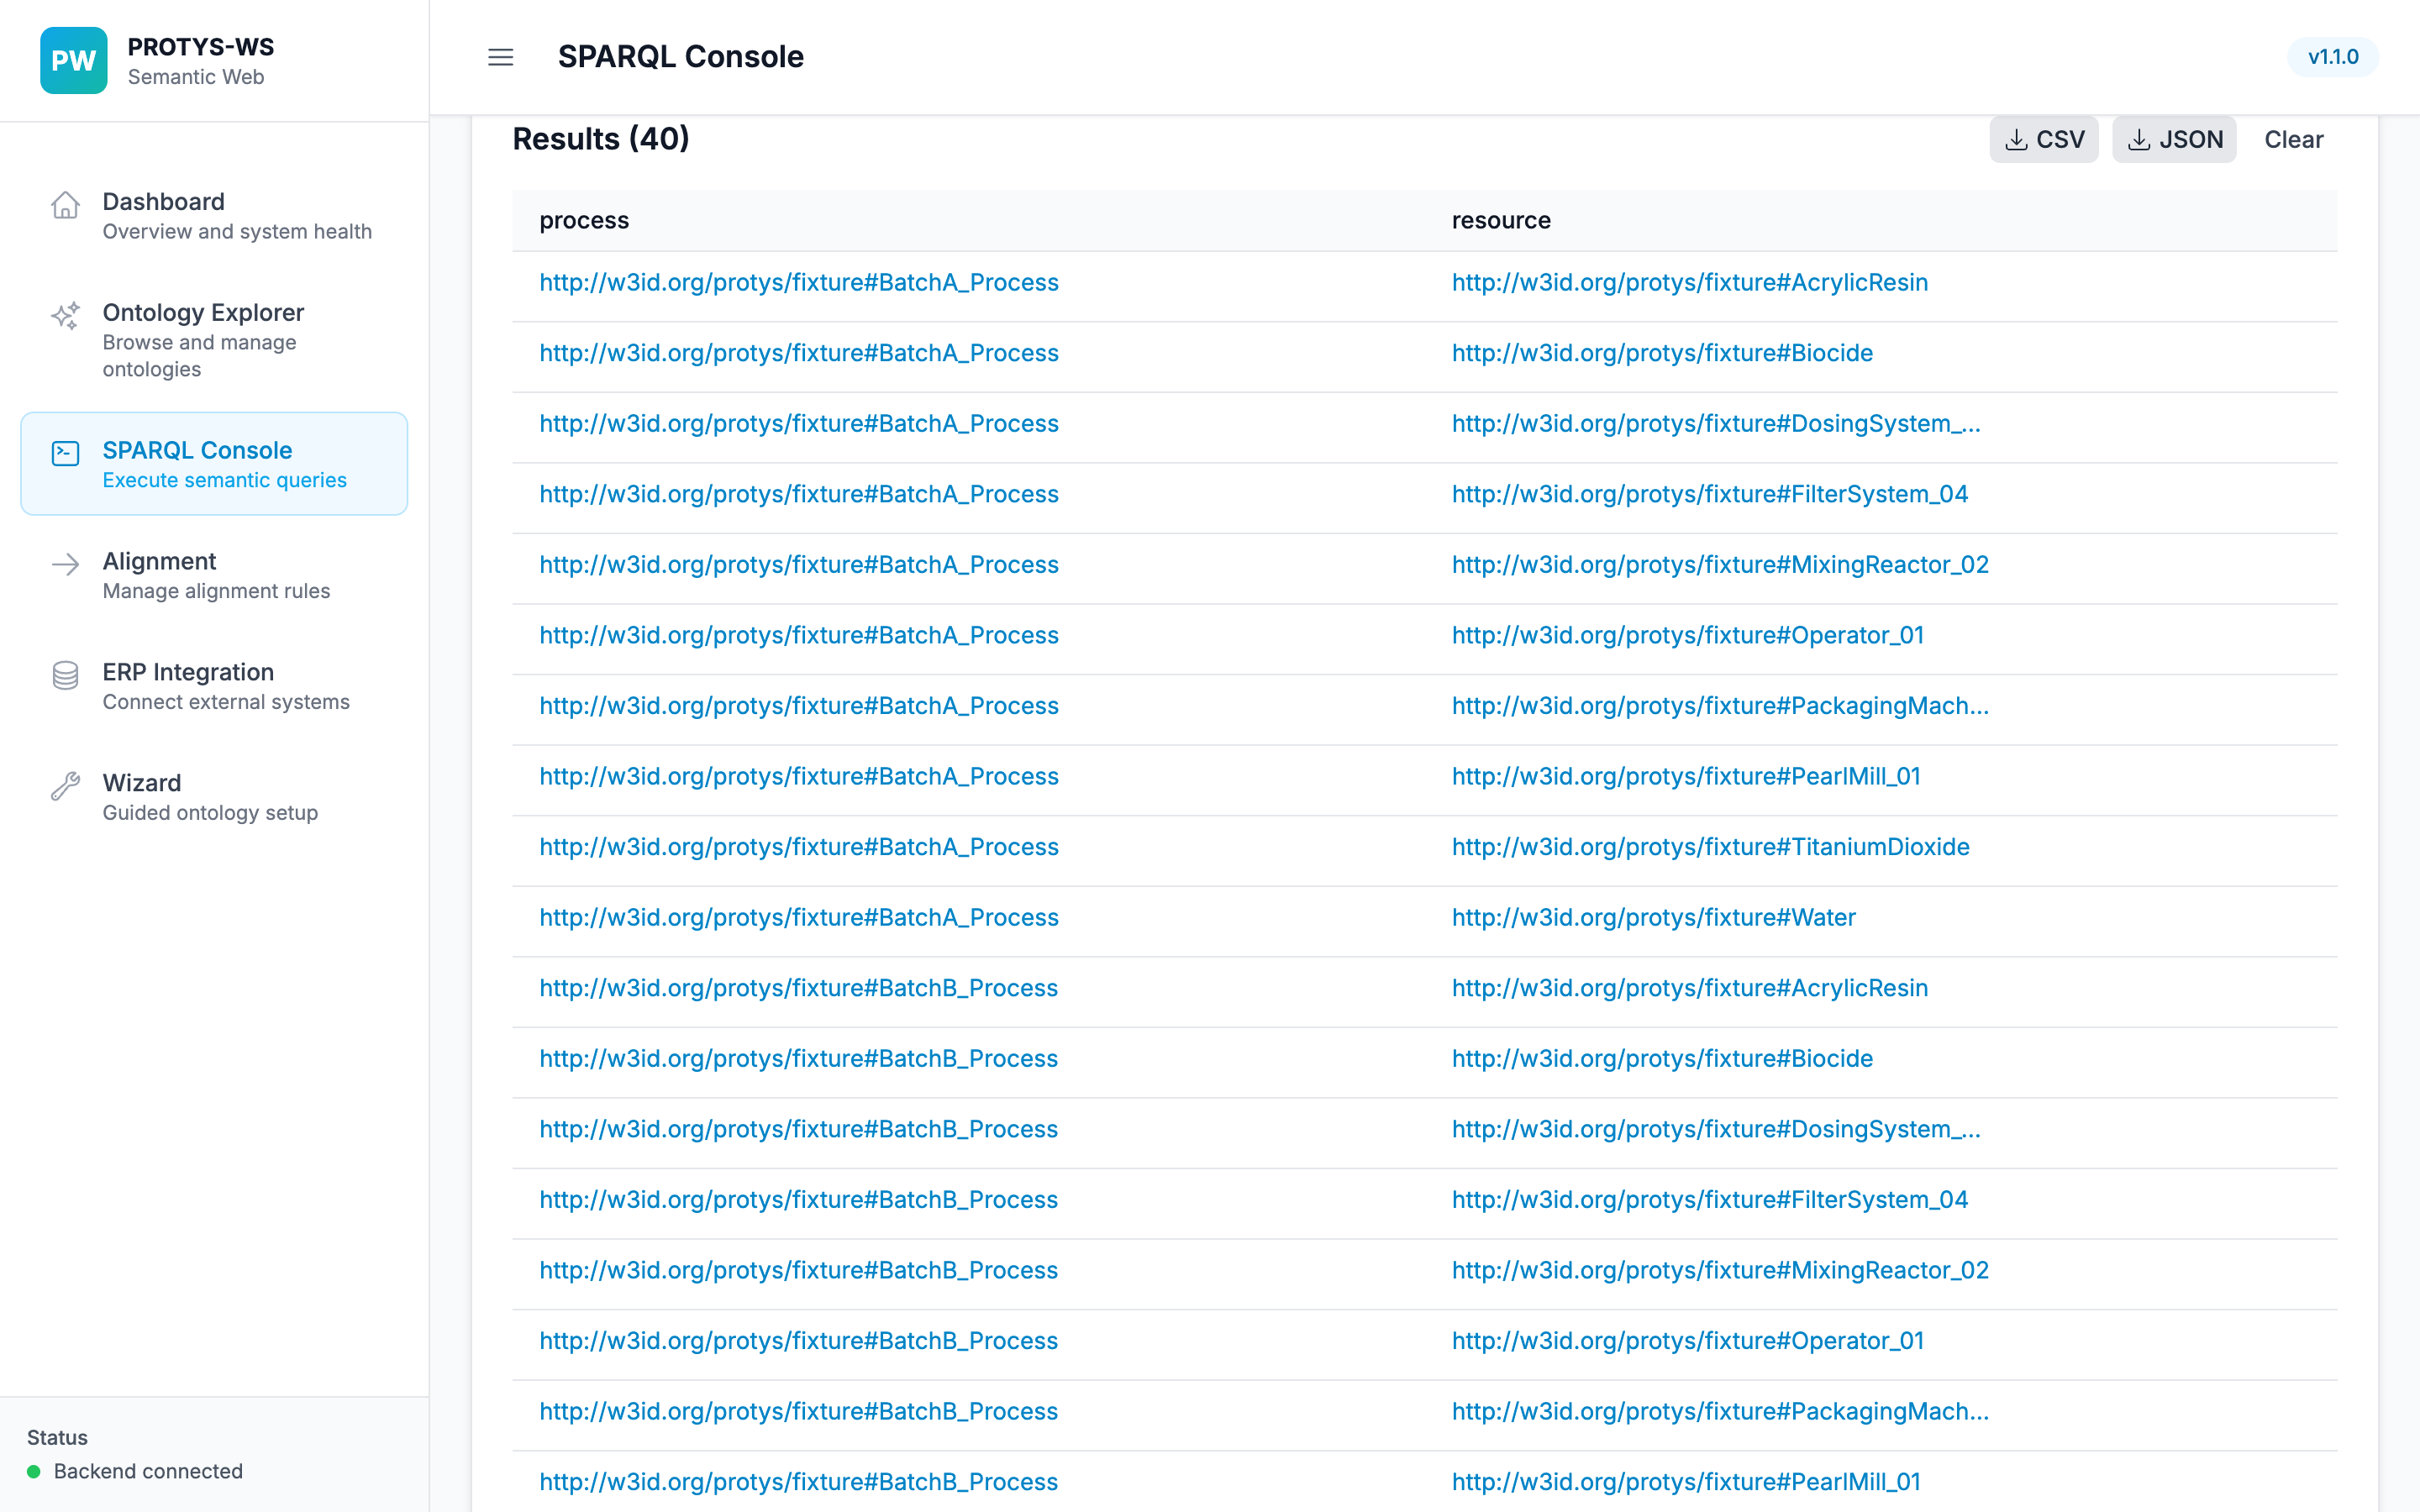 PW
PROTYS-WS
Semantic Web
Dashboard
Overview and system health
Ontology Explorer
Browse and manage
ontologies
SPARQL Console
Execute semantic queries
Alignment
Manage alignment rules
ERP Integration
Connect external systems
Wizard
Guided ontology setup
Status
Backend connected
SPARQL Console
v1.1.0
Results (40)
CSV JSON Clear
process resource
http://w3id.org/protys/fixture#BatchA_Process http://w3id.org/protys/fixture#AcrylicResin
http://w3id.org/protys/fixture#BatchA_Process http://w3id.org/protys/fixture#Biocide
http://w3id.org/protys/fixture#BatchA_Process http://w3id.org/protys/fixture#DosingSystem_...
http://w3id.org/protys/fixture#BatchA_Process http://w3id.org/protys/fixture#FilterSystem_04
http://w3id.org/protys/fixture#BatchA_Process http://w3id.org/protys/fixture#MixingReactor_02
http://w3id.org/protys/fixture#BatchA_Process http://w3id.org/protys/fixture#Operator_01
http://w3id.org/protys/fixture#BatchA_Process http://w3id.org/protys/fixture#PackagingMach...
http://w3id.org/protys/fixture#BatchA_Process http://w3id.org/protys/fixture#PearlMill_01
http://w3id.org/protys/fixture#BatchA_Process http://w3id.org/protys/fixture#TitaniumDioxide
http://w3id.org/protys/fixture#BatchA_Process http://w3id.org/protys/fixture#Water
http://w3id.org/protys/fixture#BatchB_Process http://w3id.org/protys/fixture#AcrylicResin
http://w3id.org/protys/fixture#BatchB_Process http://w3id.org/protys/fixture#Biocide
http://w3id.org/protys/fixture#BatchB_Process http://w3id.org/protys/fixture#DosingSystem_...
http://w3id.org/protys/fixture#BatchB_Process http://w3id.org/protys/fixture#FilterSystem_04
http://w3id.org/protys/fixture#BatchB_Process http://w3id.org/protys/fixture#MixingReactor_02
http://w3id.org/protys/fixture#BatchB_Process http://w3id.org/protys/fixture#Operator_01
http://w3id.org/protys/fixture#BatchB_Process http://w3id.org/protys/fixture#PackagingMach...
http://w3id.org/protys/fixture#BatchB_Process http://w3id.org/protys/fixture#PearlMill_01